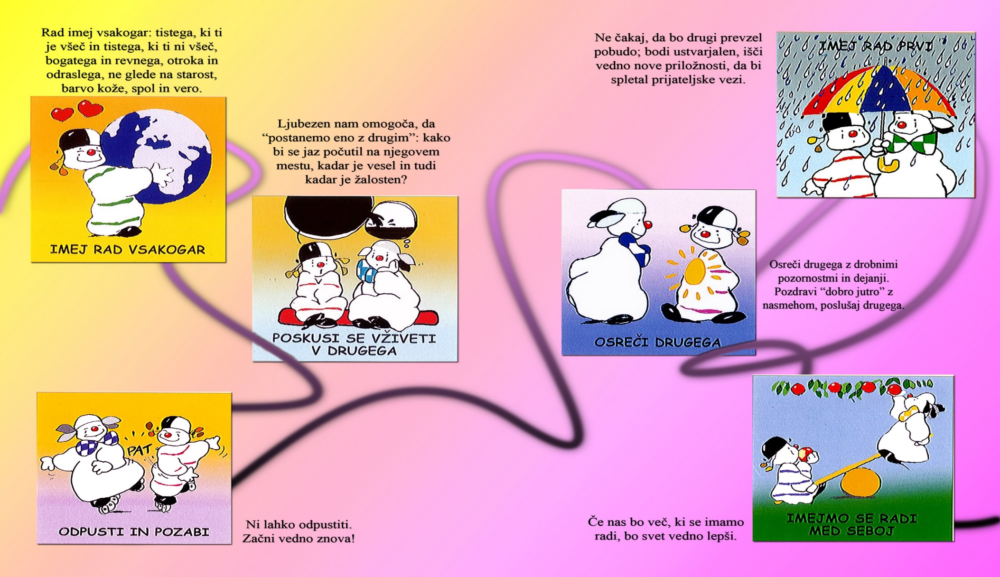 Rad imej vsakogar: tistega, ki ti
je všeč in tistega, ki ti ni všeč,
bogatega in revnega, otroka in
odraslega, ne glede na starost,
barvo kože, spol in vero.
IMEJ RAD VSAKOGAR
Ljubezen nam omogoča, da
“postanemo eno z drugim”: kako
bi se jaz počutil na njegovem
mestu, kadar je vesel in tudi
kadar je žalosten?
POSKUSI SE VŽIVETI
V DRUGEGA
PAT
ODPUSTI IN POZABI
Ni lahko odpustiti.
Začni vedno znova!
Ne čakaj, da bo drugi prevzel
pobudo; bodi ustvarjalen, išči
vedno nove priložnosti, da bi
spletal prijateljske vezi.
IMEJ RAD PRVI
OSREČI DRUGEGA
Osreči drugega z drobnimi
pozornostmi in dejanji.
Pozdravi “dobro jutro” z
nasmehom, poslušaj drugega.
Če nas bo več, ki se imamo
radi, bo svet vedno lepši.
IMEJMO SE RADI
MED SEBOJ